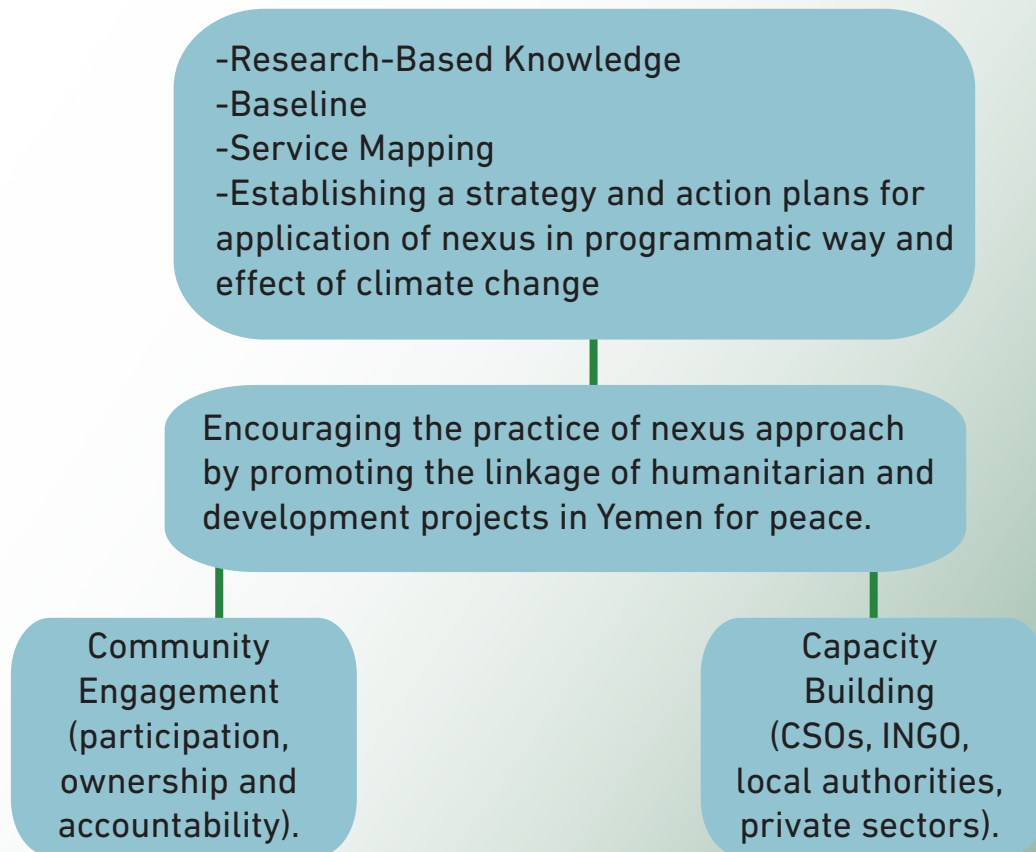 -Research-Based Knowledge
-Baseline
-Service Mapping
-Establishing a strategy and action plans for
application of nexus in programmatic way and
effect of climate change
Encouraging the practice of nexus approach
by promoting the linkage of humanitarian and
development projects in Yemen for peace.
Community
Engagement
(participation,
ownership and
accountability).
Capacity
Building
(CSOs, INGO,
local authorities,
private sectors).